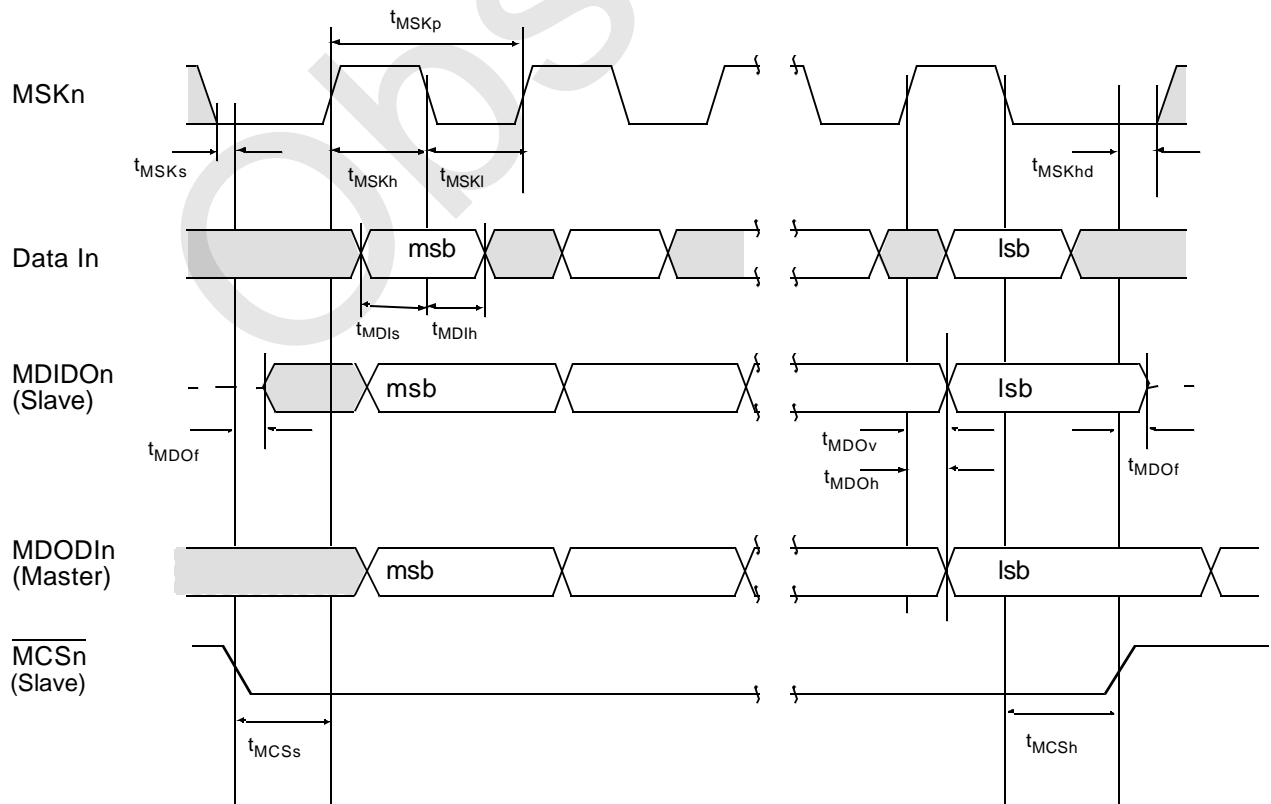 tMSKp
MSKn
tMSKs
tMSKh
tMSKl
tMSKhd
Data In
msb
lsb
tMDIs
tMDIh
MDIDOn
(Slave)
msb
lsb
tMDOf
tMDOv
tMDOh
tMDOf
MDODIn
(Master)
msb
lsb
MCSn
(Slave)
tMCSs
tMCSh
Obs